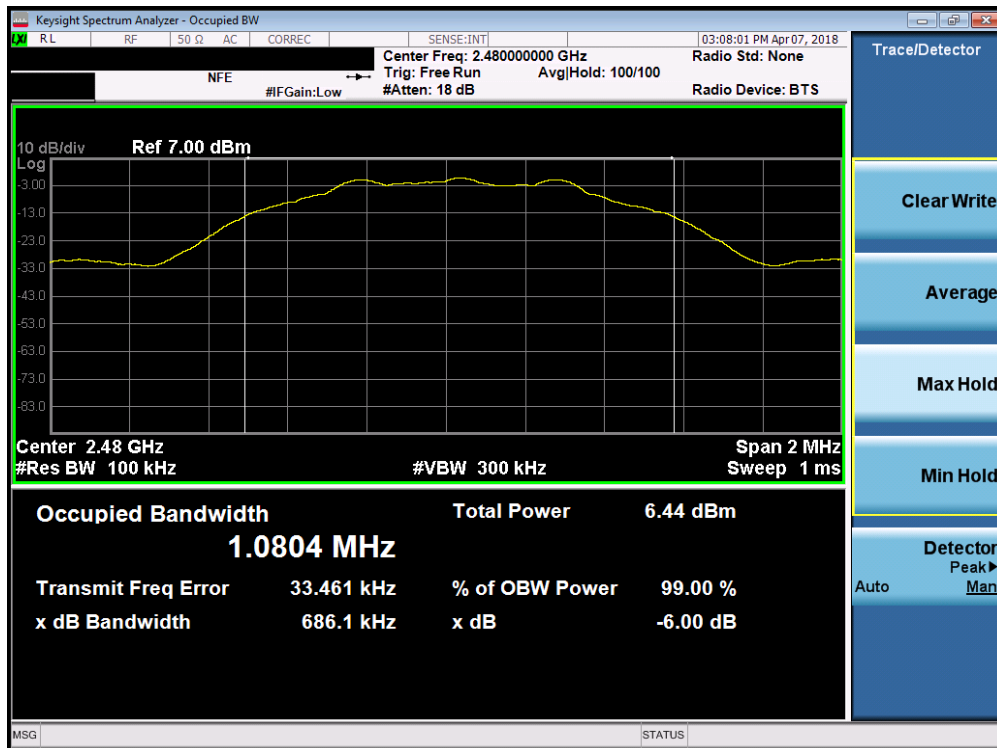 Keysight Spectrum Analyzer - Occupied BW
LXI RL RF 50 Ω AC CORREC SENSE:INT 03:08:01 PM Apr 07, 2018
Center Freq: 2.480000000 GHz Radio Std: None
NFE Trig: Free Run Avg|Hold: 100/100
#IFGain:Low #Atten: 18 dB Radio Device: BTS
10 dB/div Ref 7.00 dBm
Log
-3.00
-13.0
-23.0
-33.0
-43.0
-53.0
-63.0
-73.0
-83.0
Center 2.48 GHz Span 2 MHz
#Res BW 100 kHz #VBW 300 kHz Sweep 1 ms
Occupied Bandwidth Total Power 6.44 dBm
1.0804 MHz
Transmit Freq Error 33.461 kHz % of OBW Power 99.00 %
x dB Bandwidth 686.1 kHz x dB -6.00 dB
MSG STATUS
Trace/Detector
Clear Write
Average
Max Hold
Min Hold
Detector
Peak▶
Auto Man